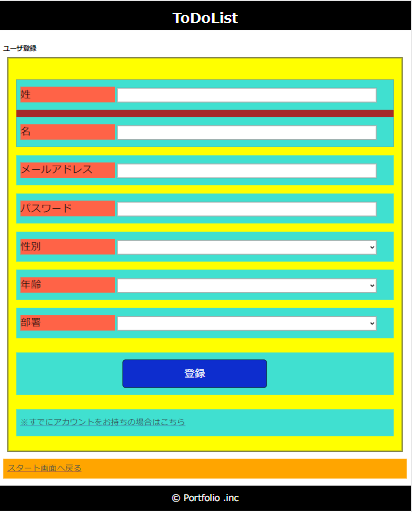 ToDoList
ユーザ登録
姓
名
メールアドレス
パスワード
性別
年齢
部署
登録
※すでにアカウントをお持ちの場合はこちら
スタート画面へ戻る
© Portfolio .inc